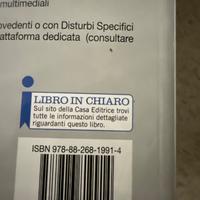 multimediali
ovedenti o con Disturbi Specifici
attaforma dedicata (consultare
i
LIBRO IN CHIARO
Sul sito della Casa Editrice trovi
tutte le informazioni dettagliate
riguardanti questo libro.
ISBN 978-88-268-1991-4